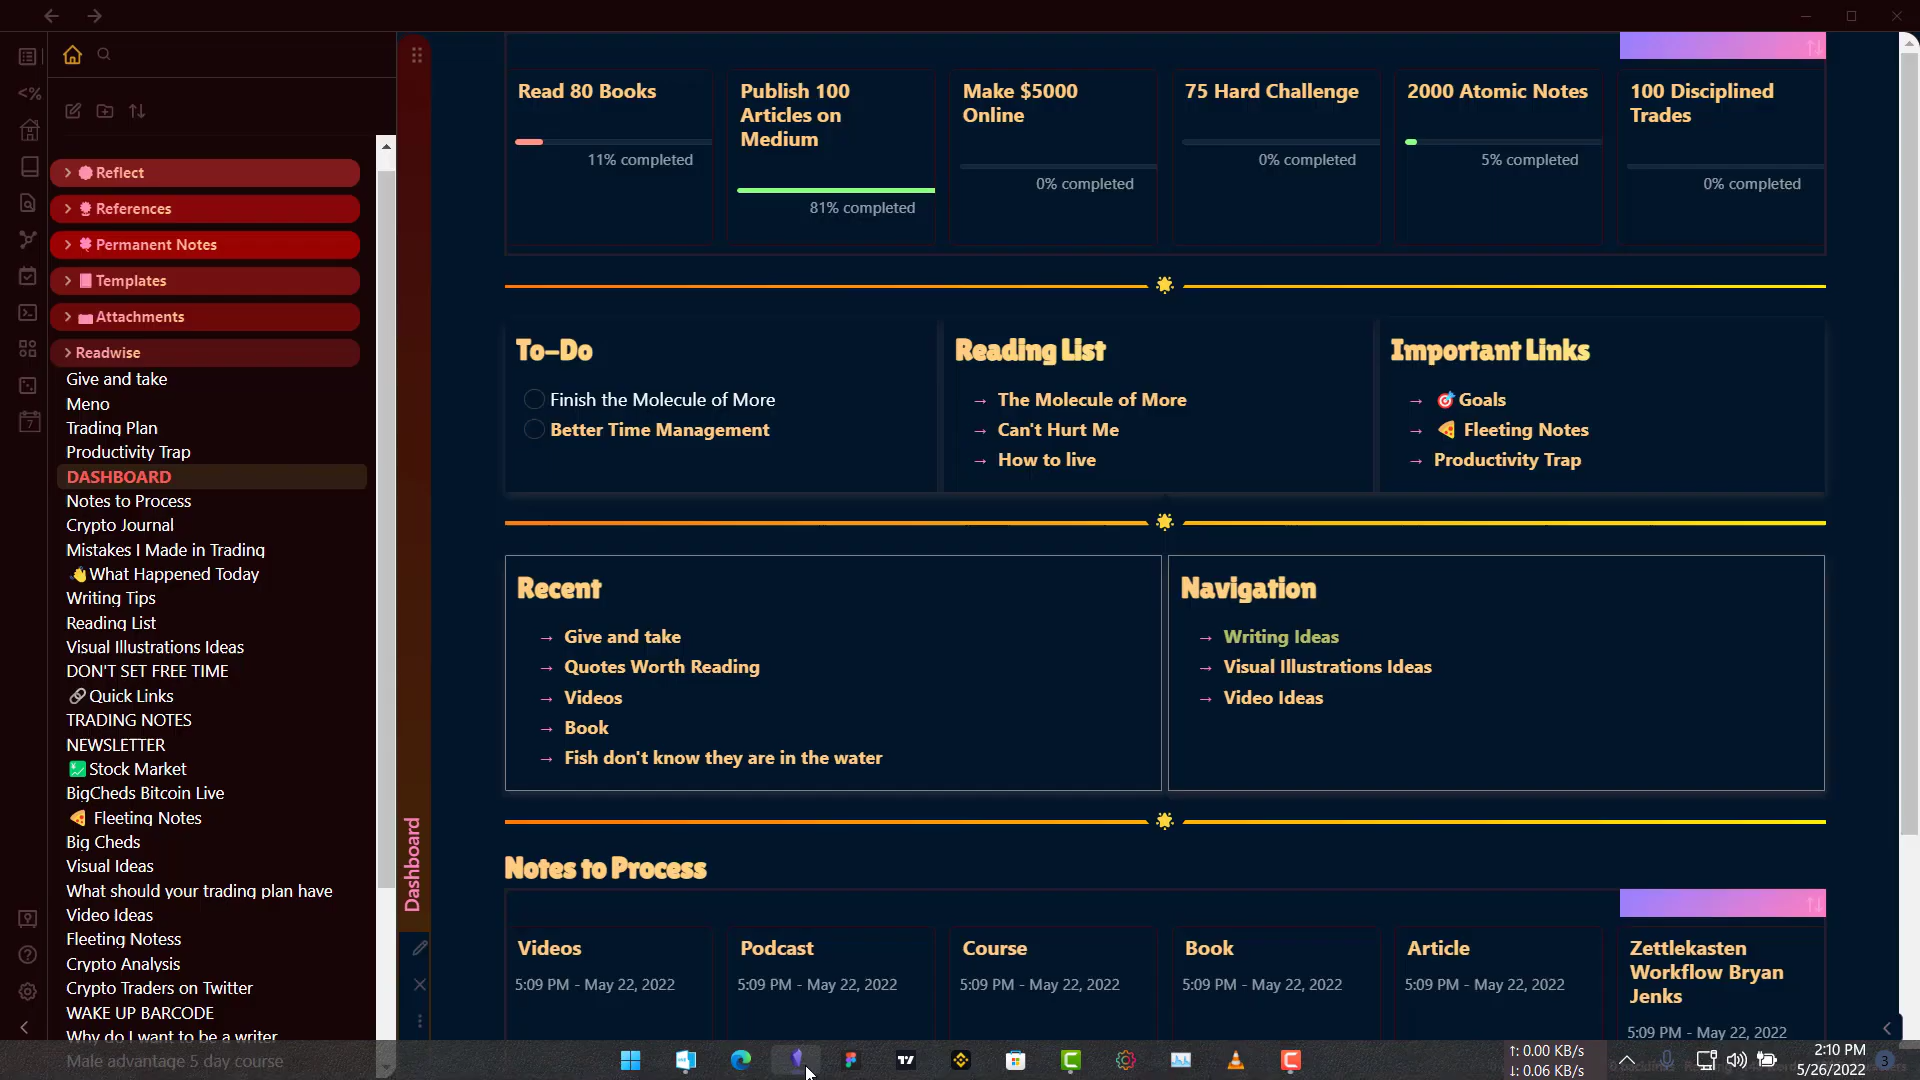 Reflect
References
Permanent Notes
Templates
Attachments
Readwise
Give and take
Meno
Trading Plan
Productivity Trap
DASHBOARD
Notes to Process
Crypto Journal
Mistakes I Made in Trading
👋What Happened Today
Writing Tips
Reading List
Visual Illustrations Ideas
DON'T SET FREE TIME
🔗Quick Links
TRADING NOTES
NEWSLETTER
💹Stock Market
BigCheds Bitcoin Live
🍕 Fleeting Notes
Big Cheds
Visual Ideas
What should your trading plan have
Video Ideas
Fleeting Notess
Crypto Analysis
Crypto Traders on Twitter
WAKE UP BARCODE
Why do I want to be a writer
Male advantage 5 day course
Dashboard
Read 80 Books
11% completed
Publish 100
Articles on
Medium
81% completed
Make $5000
Online
0% completed
75 Hard Challenge
0% completed
2000 Atomic Notes
5% completed
100 Disciplined
Trades
0% completed
To-Do
Finish the Molecule of More
Better Time Management
Reading List
→ The Molecule of More
→ Can't Hurt Me
→ How to live
Important Links
→ 🎯 Goals
→ 🍕 Fleeting Notes
→ Productivity Trap
Recent
→ Give and take
→ Quotes Worth Reading
→ Videos
→ Book
→ Fish don't know they are in the water
Navigation
→ Writing Ideas
→ Visual Illustrations Ideas
→ Video Ideas
Notes to Process
Videos
5:09 PM - May 22, 2022
Podcast
5:09 PM - May 22, 2022
Course
5:09 PM - May 22, 2022
Book
5:09 PM - May 22, 2022
Article
5:09 PM - May 22, 2022
Zettlekasten
Workflow Bryan
Jenks
5:09 PM - May 22, 2022
↑: 0.00 KB/s
↓: 0.06 KB/s
2:10 PM
5/26/2022
3